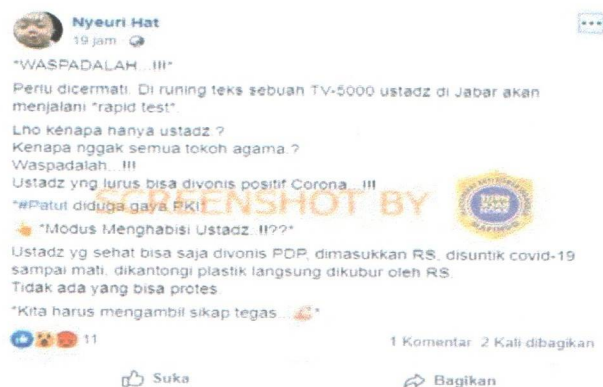 Nyeuri Hat
19 jam
"WASPADALAH...!!!"
Perlu dicermati. Di runing teks sebuah TV-5000 ustadz di Jabar akan
menjalani "rapid test".
Lho kenapa hanya ustadz.?
Kenapa nggak semua tokoh agama.?
Waspadalah...!!!
Ustadz yng lurus bisa divonis positif Corona...!!!
"#Patut diduga gaya PKI!
"Modus Menghabisi Ustadz..!!??"
Ustadz yg sehat bisa saja divonis PDP, dimasukkan RS, disuntik covid-19
sampai mati, dikantongi plastik langsung dikubur oleh RS.
Tidak ada yang bisa protes.
"Kita harus mengambil sikap tegas...
11
1 Komentar 2 Kali dibagikan
Suka
Bagikan
SCREENSHOT BY
TURN BACK HOAX
MAFINDO